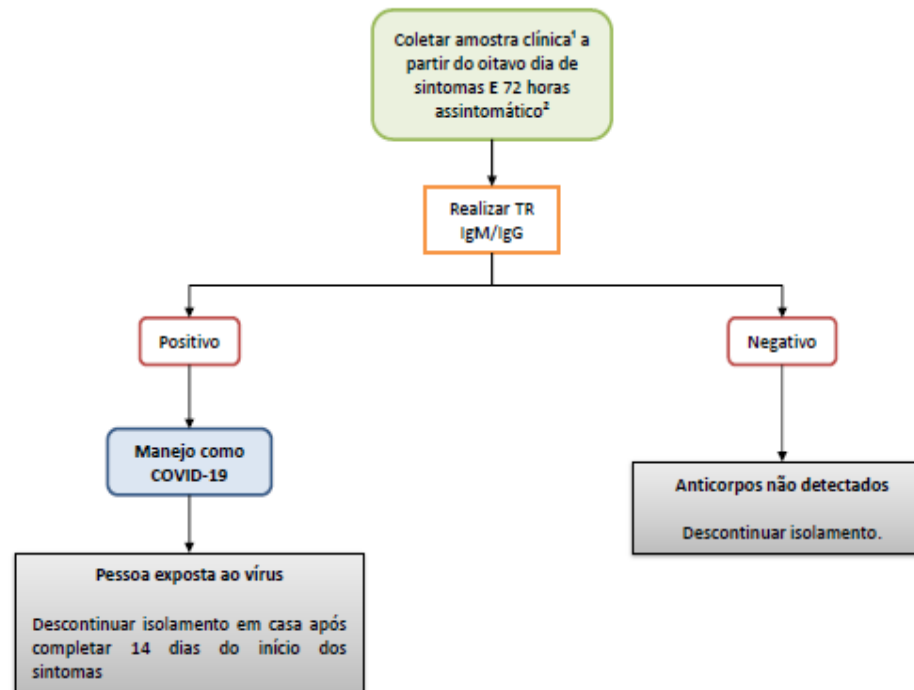 Coletar amostra clínica¹ a
partir do oitavo dia de
sintomas E 72 horas
assintomático²
Realizar TR
IgM/IgG
Positivo
Negativo
Manejo como
COVID-19
Anticorpos não detectados
Descontinuar isolamento.
Pessoa exposta ao vírus
Descontinuar isolamento em casa após
completar 14 dias do início dos
sintomas